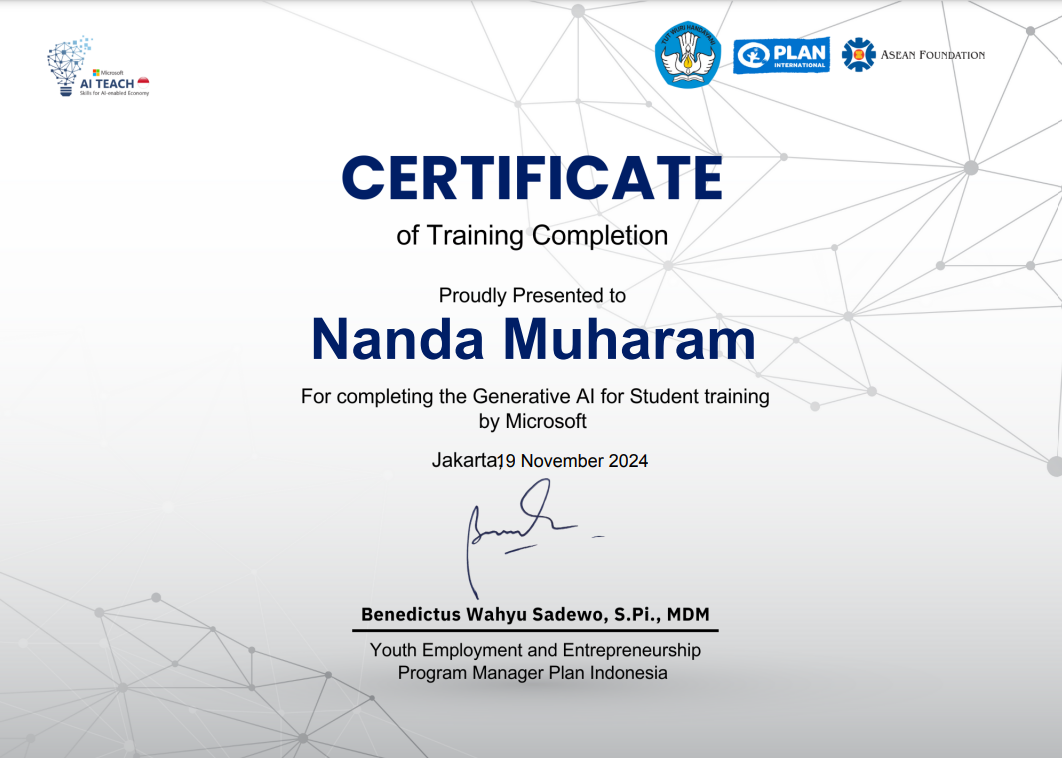 Microsoft
AI TEACH
Skills for AI-enabled Economy
TUT WURI HANDAYANI
PLAN
INTERNATIONAL
ASEAN FOUNDATION
CERTIFICATE
of Training Completion
Proudly Presented to
Nanda Muharam
For completing the Generative AI for Student training
by Microsoft
Jakarta,19 November 2024
Benedictus Wahyu Sadewo, S.Pi., MDM
Youth Employment and Entrepreneurship
Program Manager Plan Indonesia